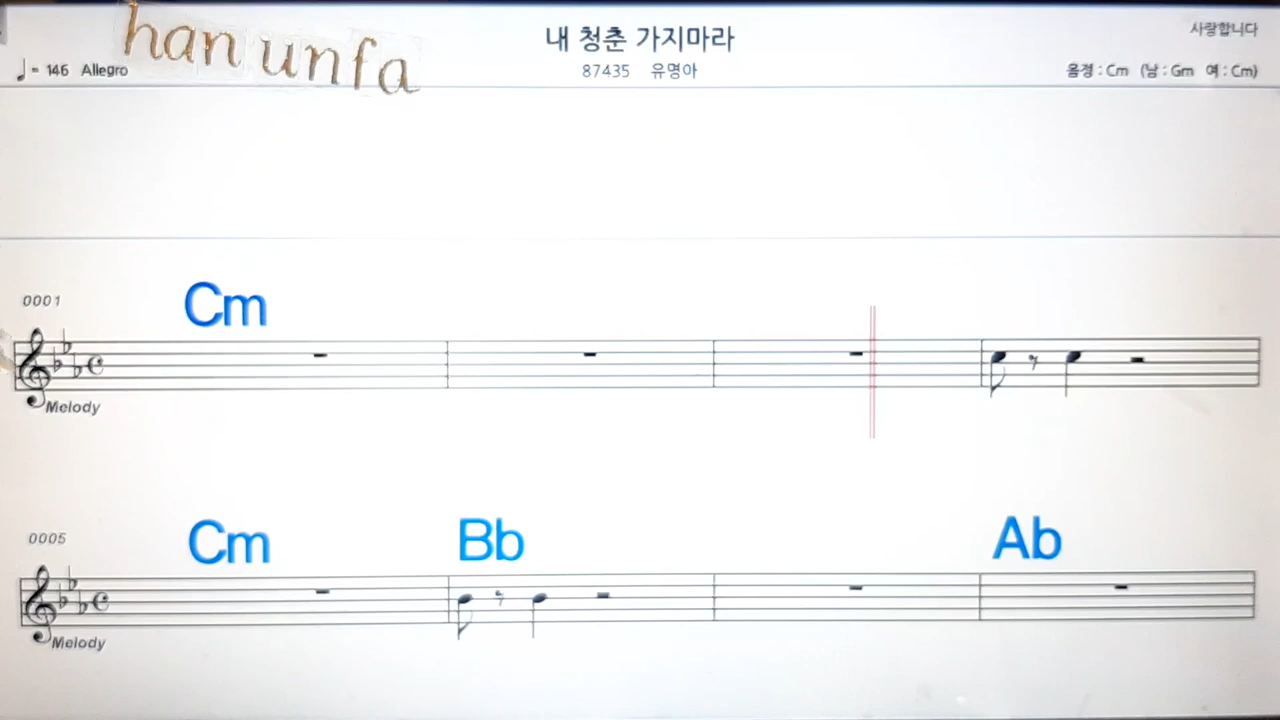 han unfa
내 청춘 가지마라
사랑합니다
♩= 146 Allegro
87435 유명아
음정 : Cm (남 : Gm 여 : Cm)
0001
Cm
Melody
0005
Cm Bb Ab
Melody